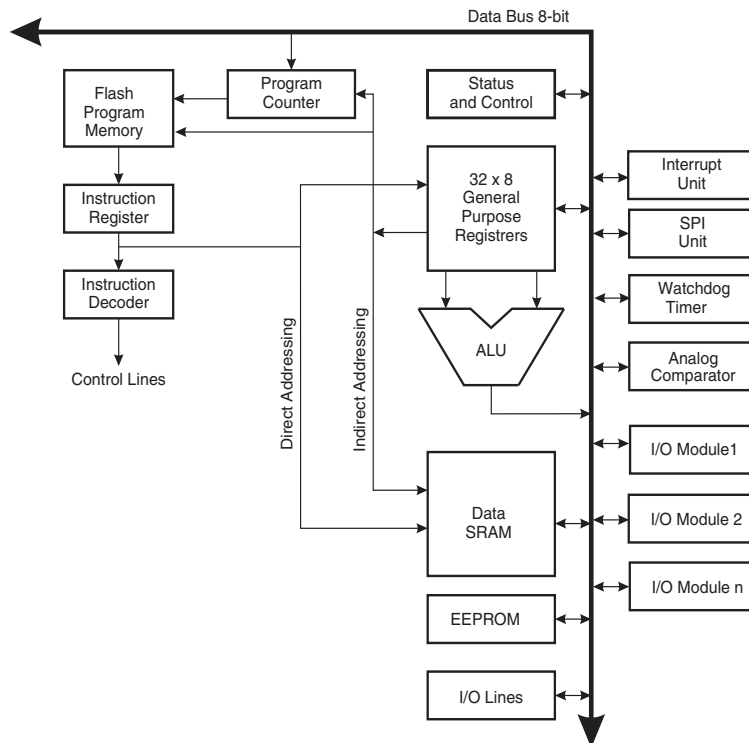 Data Bus 8-bit
Flash
Program
Memory
Program
Counter
Status
and Control
Instruction
Register
32 x 8
General
Purpose
Registrers
Interrupt
Unit
SPI
Unit
Instruction
Decoder
Watchdog
Timer
ALU
Analog
Comparator
Control Lines
Direct Addressing
Indirect Addressing
I/O Module1
Data
SRAM
I/O Module 2
I/O Module n
EEPROM
I/O Lines